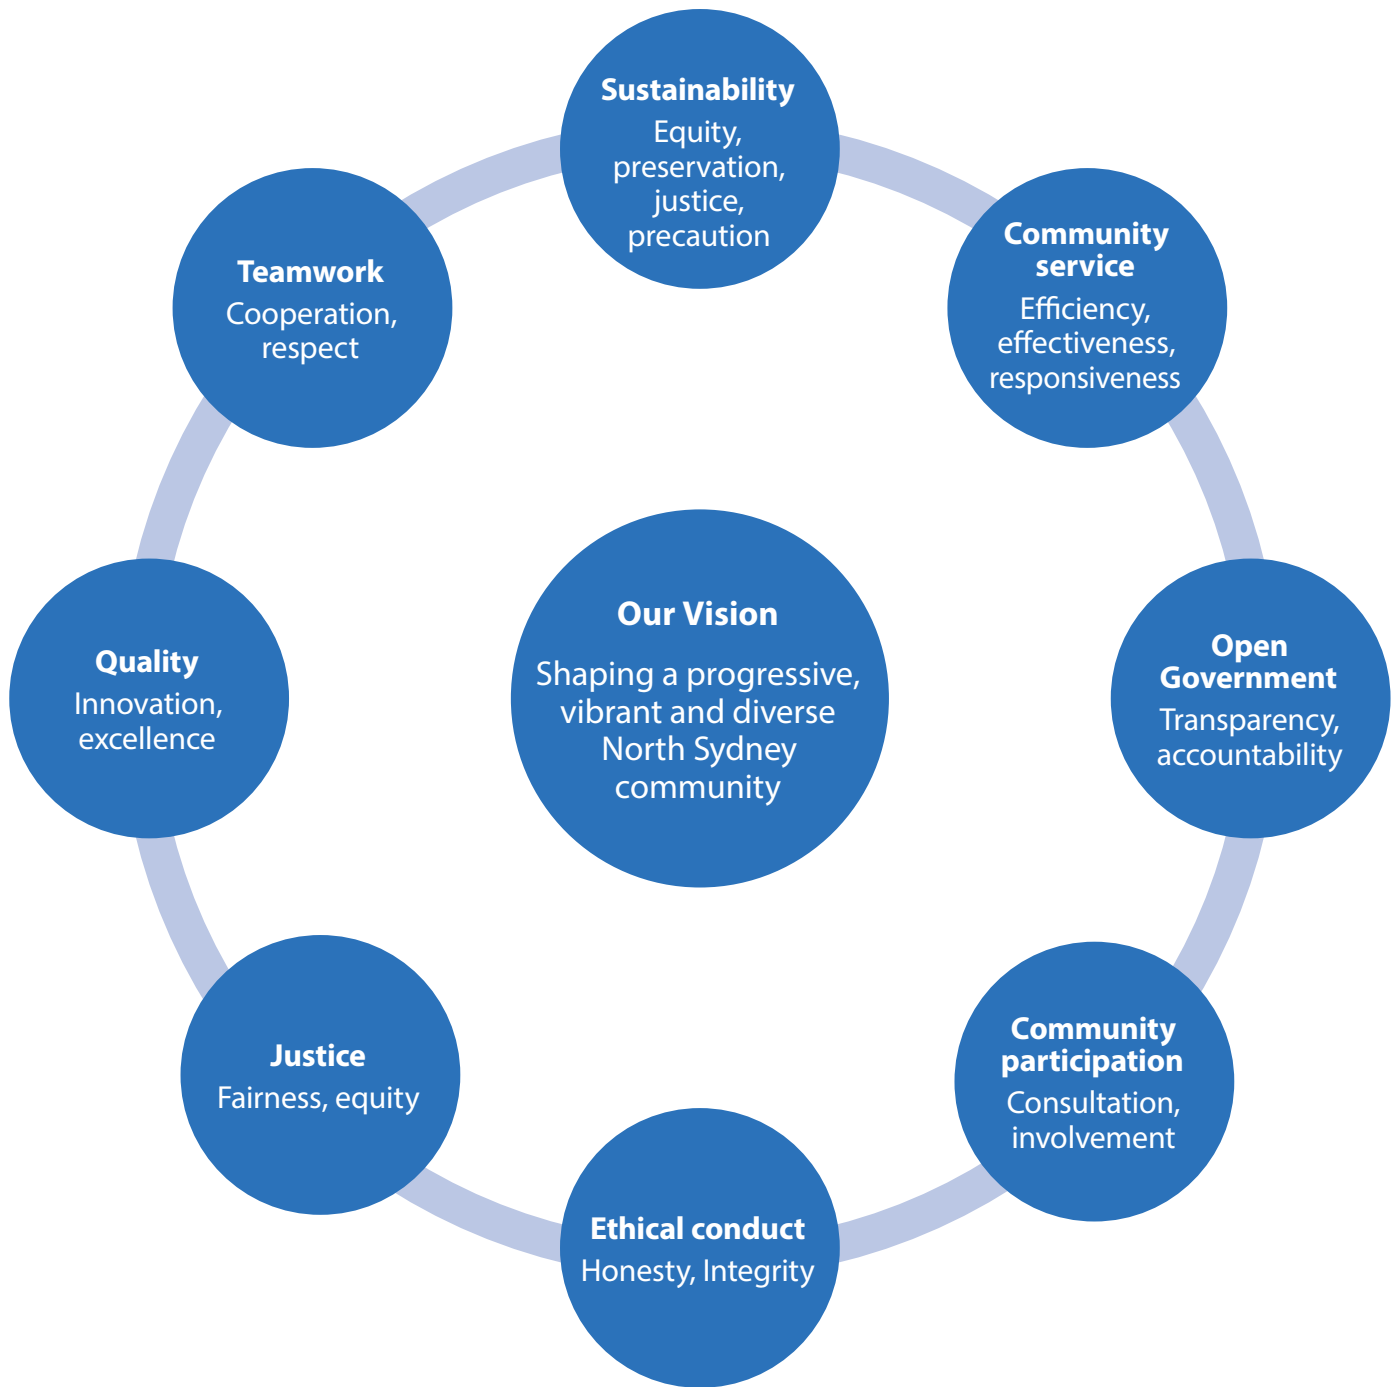 Sustainability
Equity,
preservation,
justice,
precaution
Community
service
Efficiency,
effectiveness,
responsiveness
Open
Government
Transparency,
accountability
Community
participation
Consultation,
involvement
Ethical conduct
Honesty, Integrity
Justice
Fairness, equity
Quality
Innovation,
excellence
Teamwork
Cooperation,
respect
Our Vision
Shaping a progressive,
vibrant and diverse
North Sydney
community